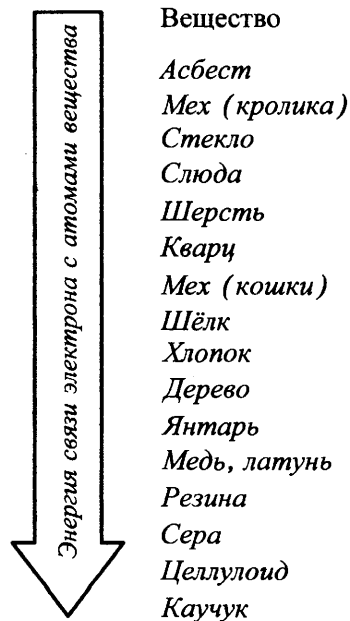 Вещество
Энергия связи электрона с атомами вещества
Асбест
Мех (кролика)
Стекло
Слюда
Шерсть
Кварц
Мех (кошки)
Шёлк
Хлопок
Дерево
Янтарь
Медь, латунь
Резина
Сера
Целлулоид
Каучук